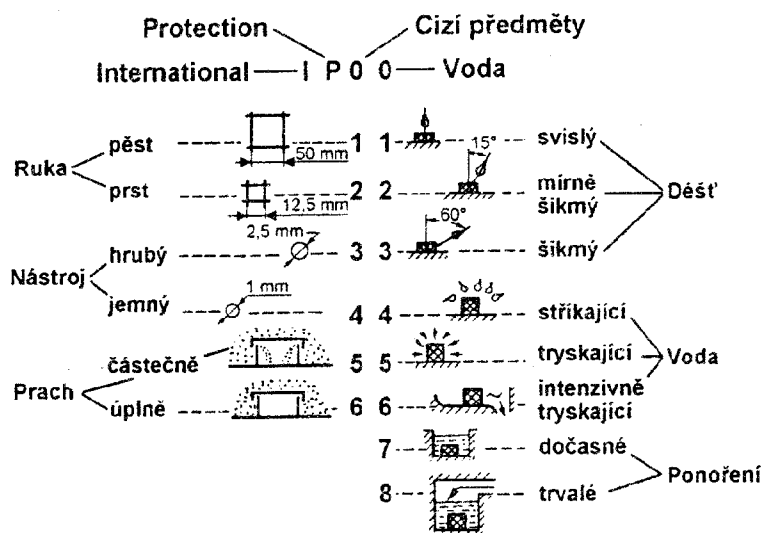 Protection Cizí předměty
International I P 0 0 Voda
pěst 50 mm 1 1 svislý
Ruka
prst 12,5 mm 2 2 15° mírně šikmý
Déšť
hrubý 2,5 mm 3 3 60° šikmý
Nástroj
jemný 1 mm 4 4 stříkající
částečně 5 5 tryskající
Prach Voda
úplně 6 6 intenzivně tryskající
7 dočasné
Ponoření
8 trvalé